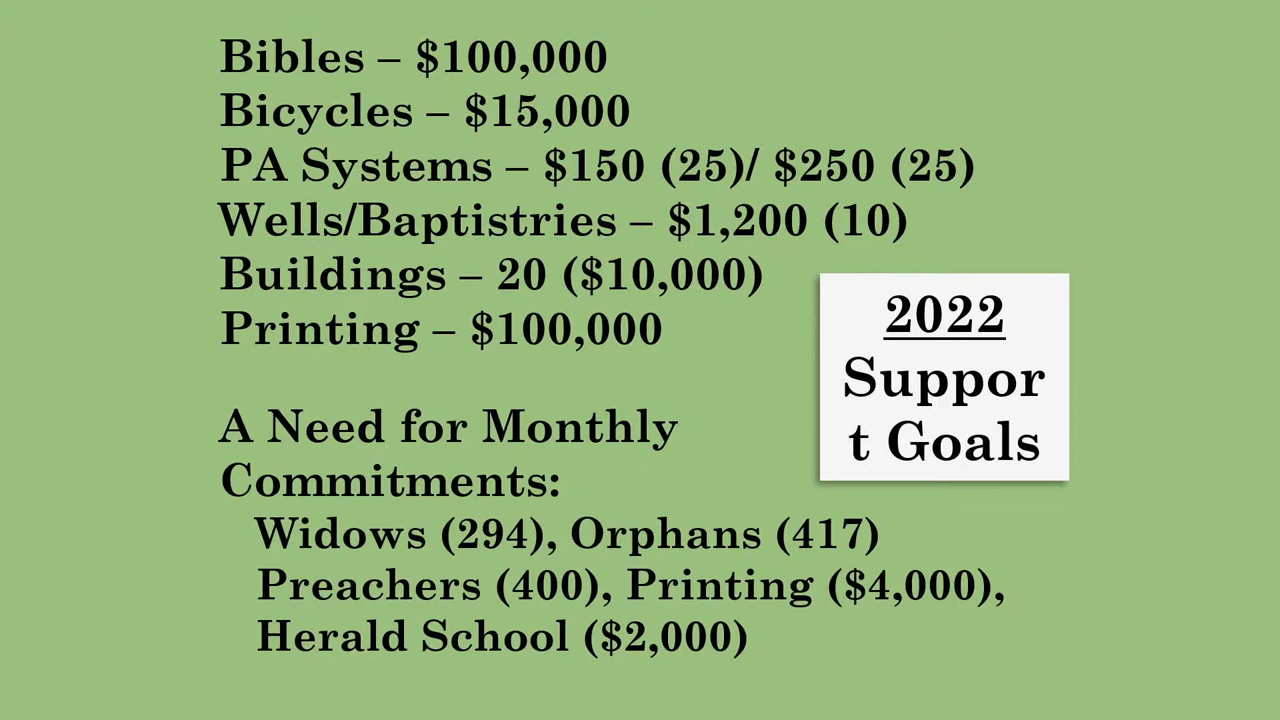 Bibles – $100,000
Bicycles – $15,000
PA Systems – $150 (25)/ $250 (25)
Wells/Baptistries – $1,200 (10)
Buildings – 20 ($10,000)
Printing – $100,000
2022
Suppor
t Goals
A Need for Monthly
Commitments:
Widows (294), Orphans (417)
Preachers (400), Printing ($4,000),
Herald School ($2,000)